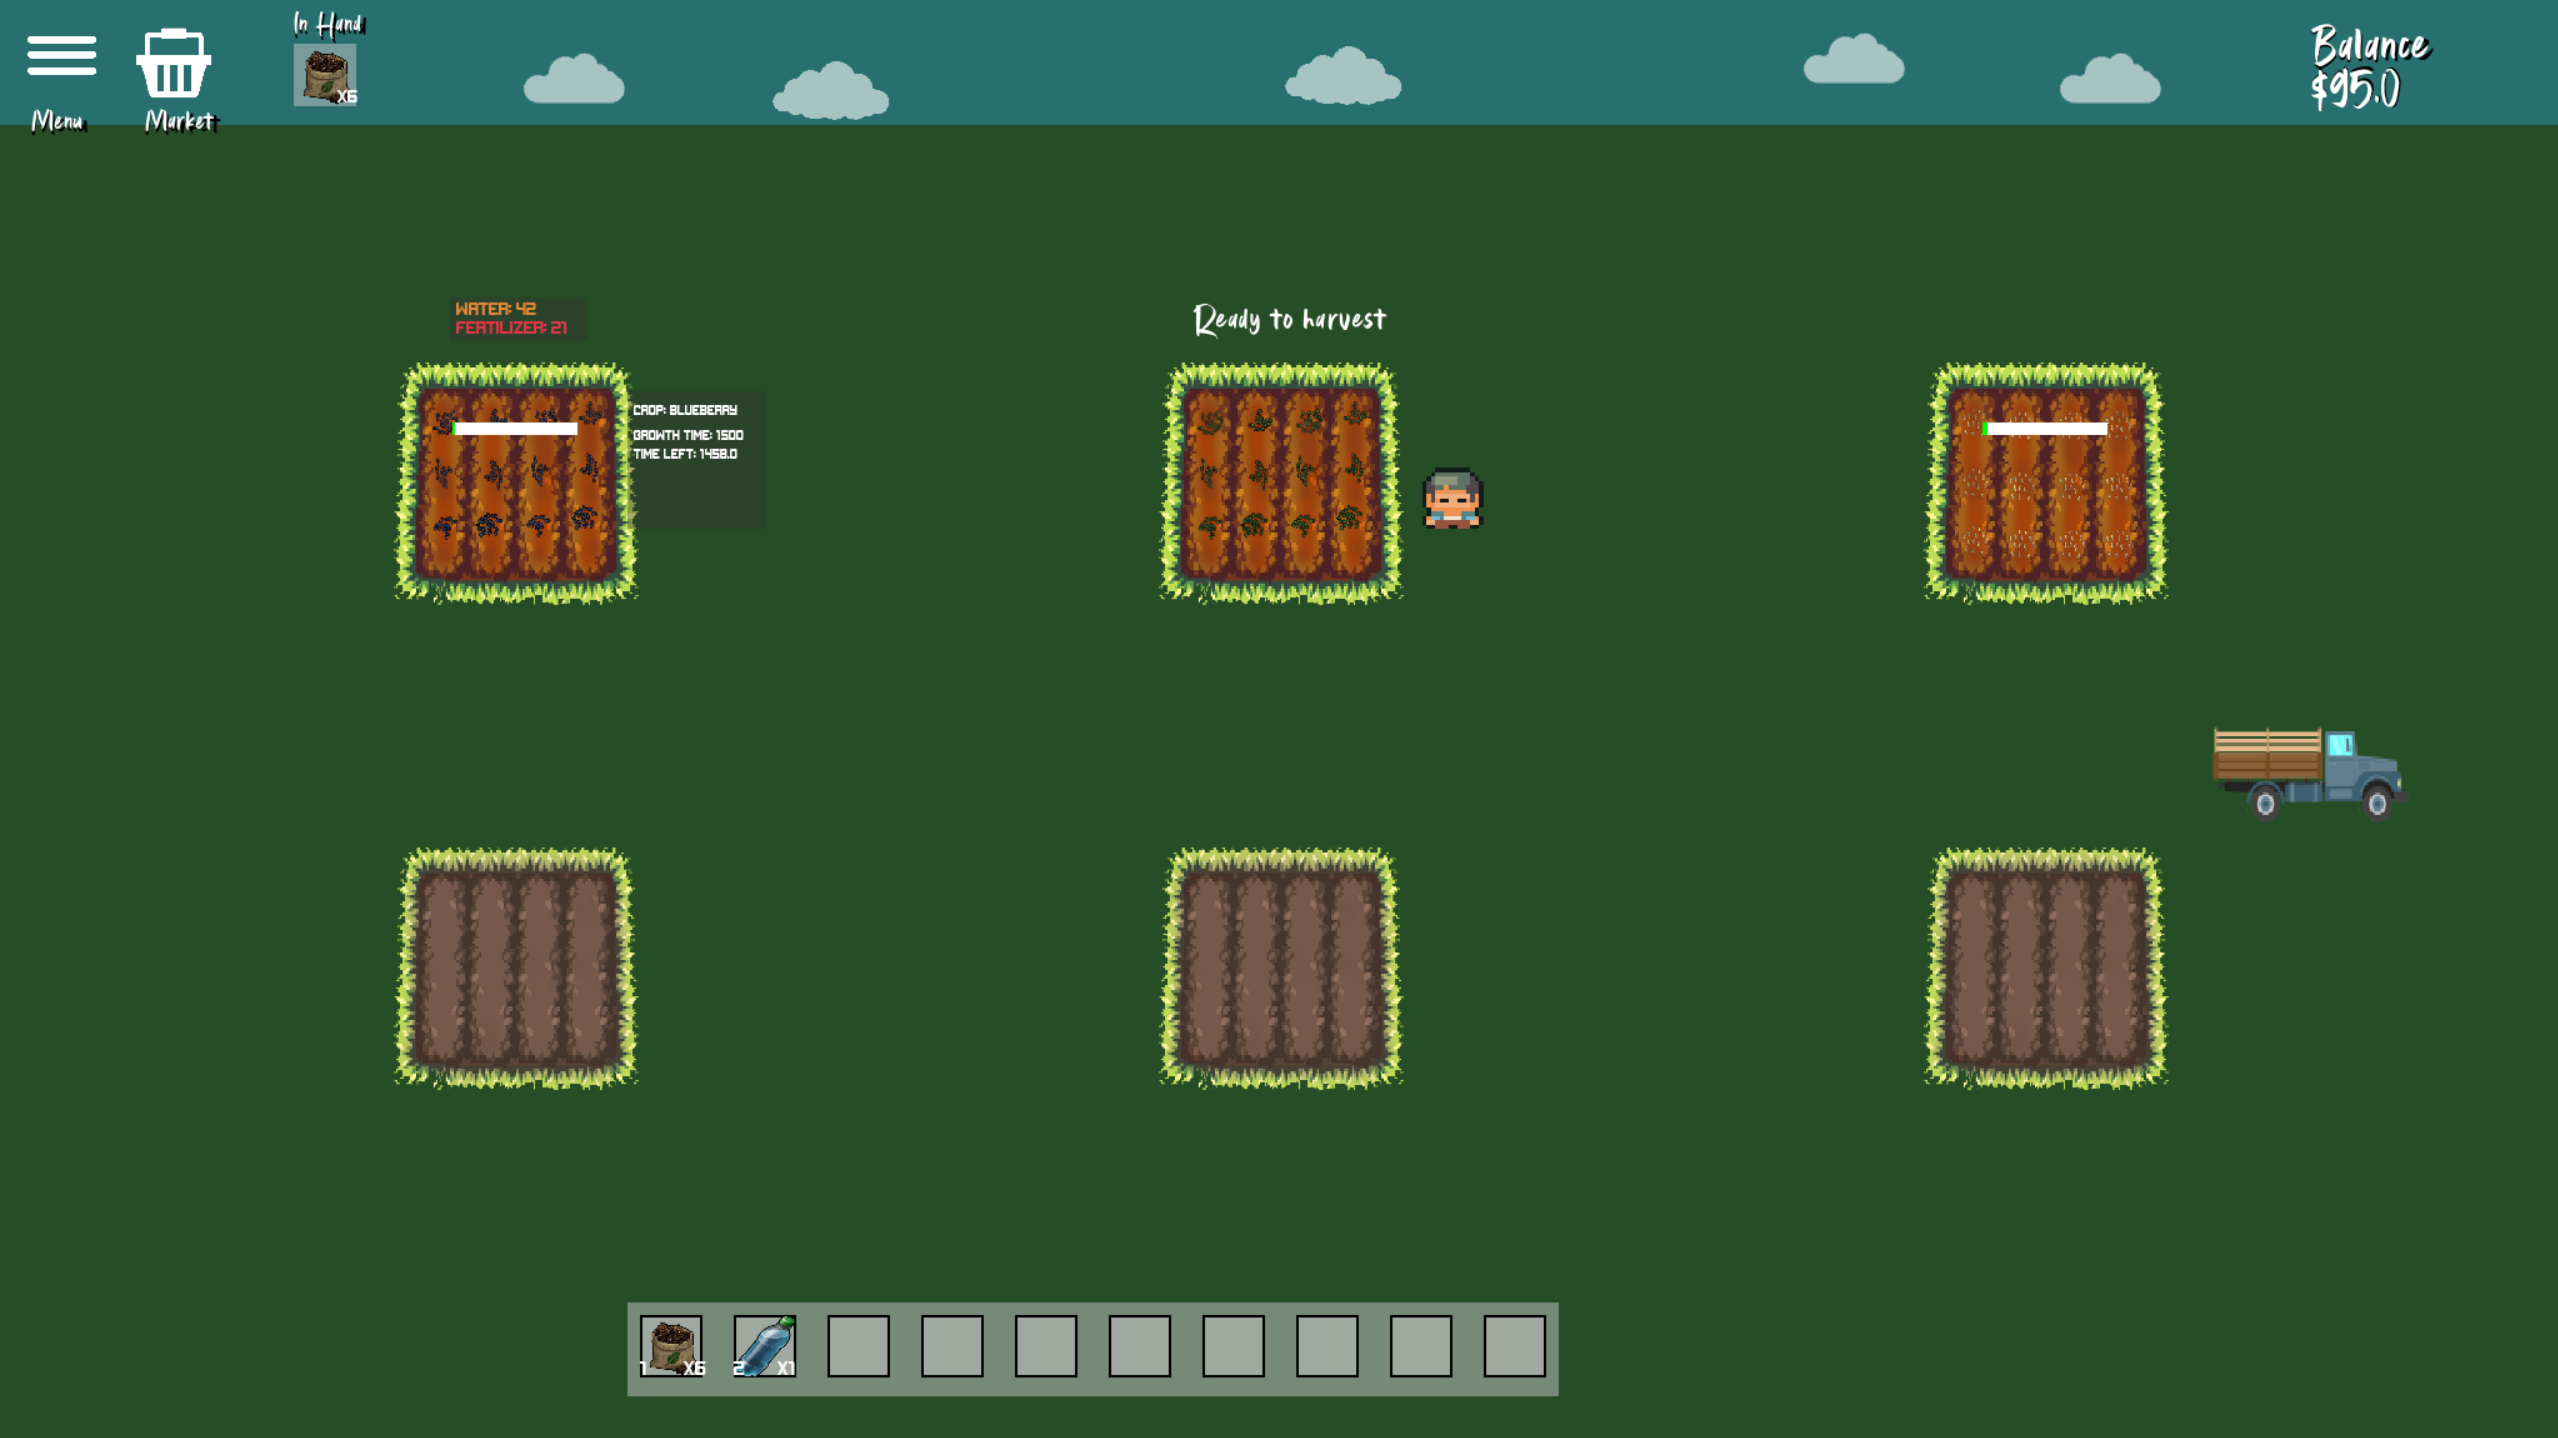 In Hand
X6
Menu
Market
Balance
$95.0
WATER: 42
FERTILIZER: 21
Ready to harvest
CROP: BLUEBERRY
GROWTH TIME: 1500
TIME LEFT: 1458.0
1 X6
2 X1